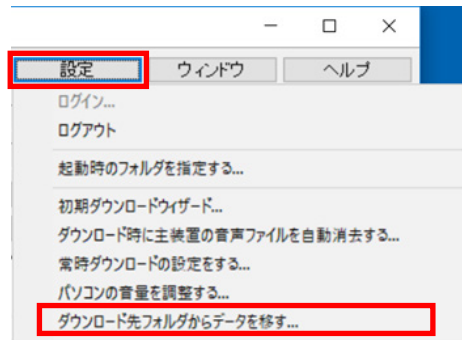 設定 ウィンドウ ヘルプ
ログイン...
ログアウト
起動時のフォルダを指定する...
初期ダウンロードウィザード...
ダウンロード時に主装置の音声ファイルを自動消去する...
常時ダウンロードの設定をする...
パソコンの音量を調整する...
ダウンロード先フォルダからデータを移す...